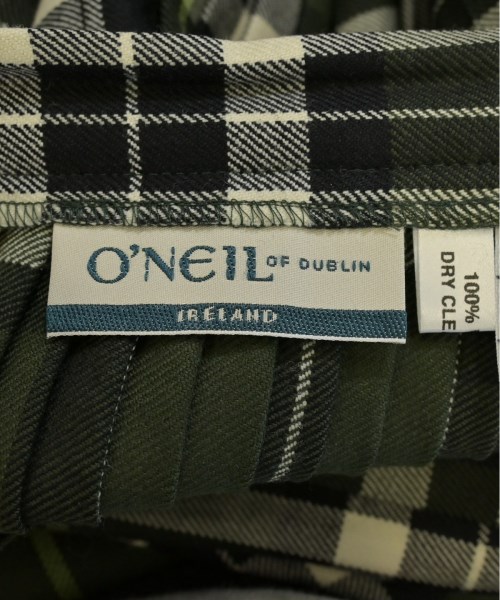 O'NEIL OF DUBLIN
IRELAND
100%
DRY CLE